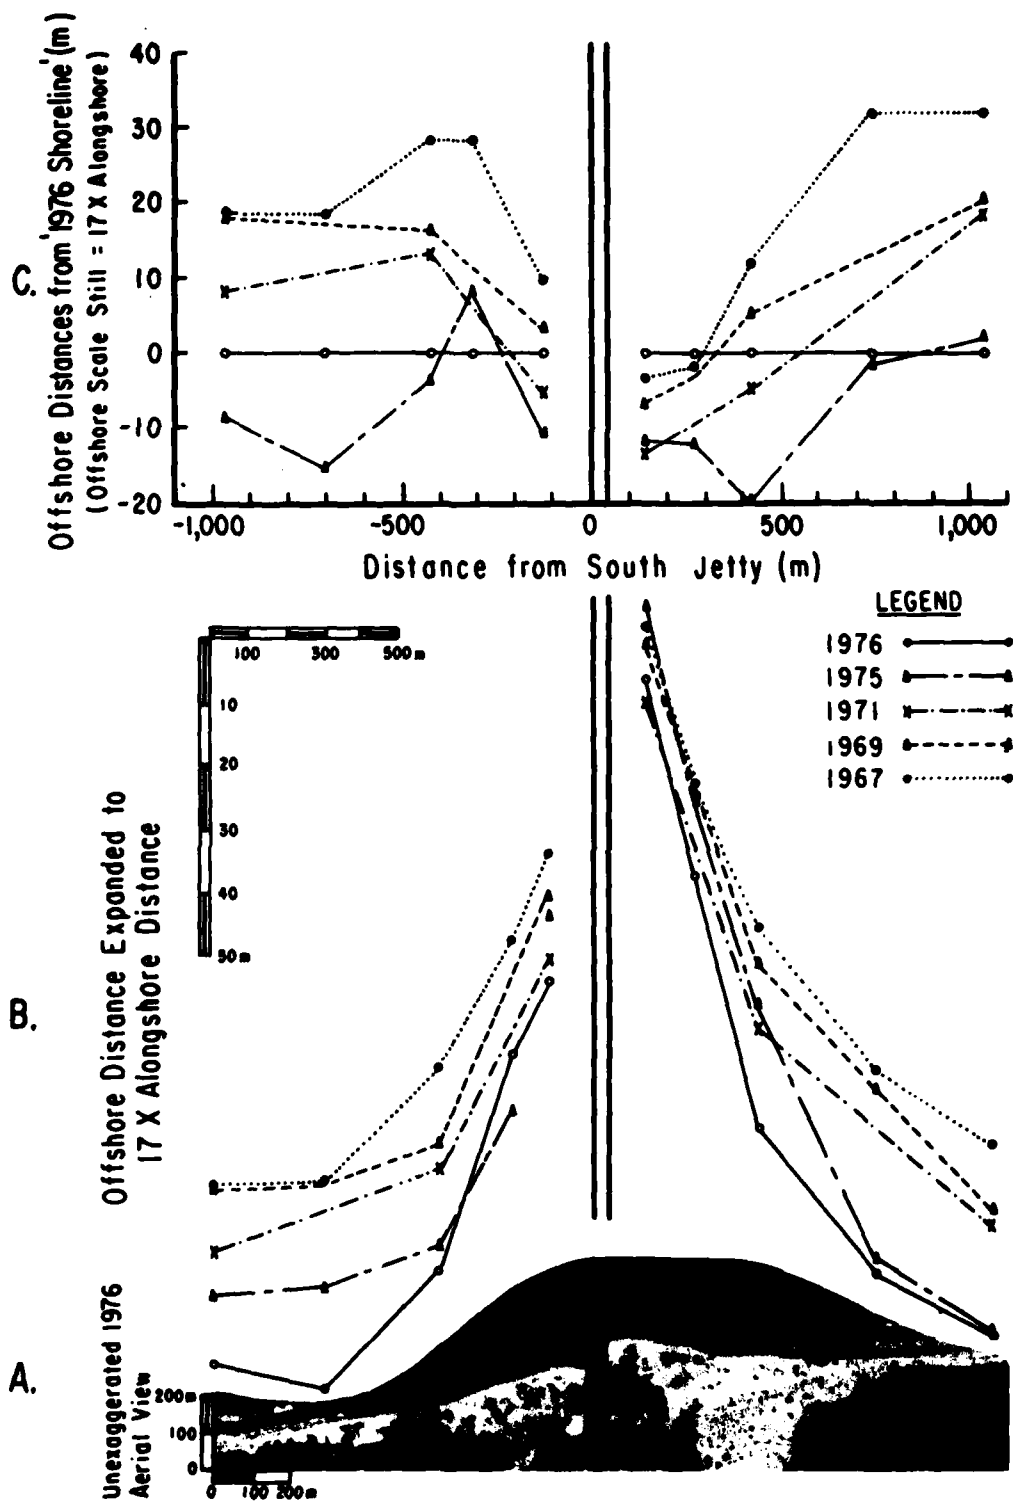 C.
Offshore Distances from '1976 Shoreline' (m)
(Offshore Scale Still = 17 X Alongshore)
40
30
20
10
0
-10
-20
-1,000
-500
0
500
1,000
Distance from South Jetty (m)
LEGEND
1976
1975
1971
1969
1967
100
300
500 m
10
20
30
40
50 m
B.
Offshore Distance Expanded to
17 X Alongshore Distance
A.
Unexaggerated 1976
Aerial View
200m
100
0
0
100
200m